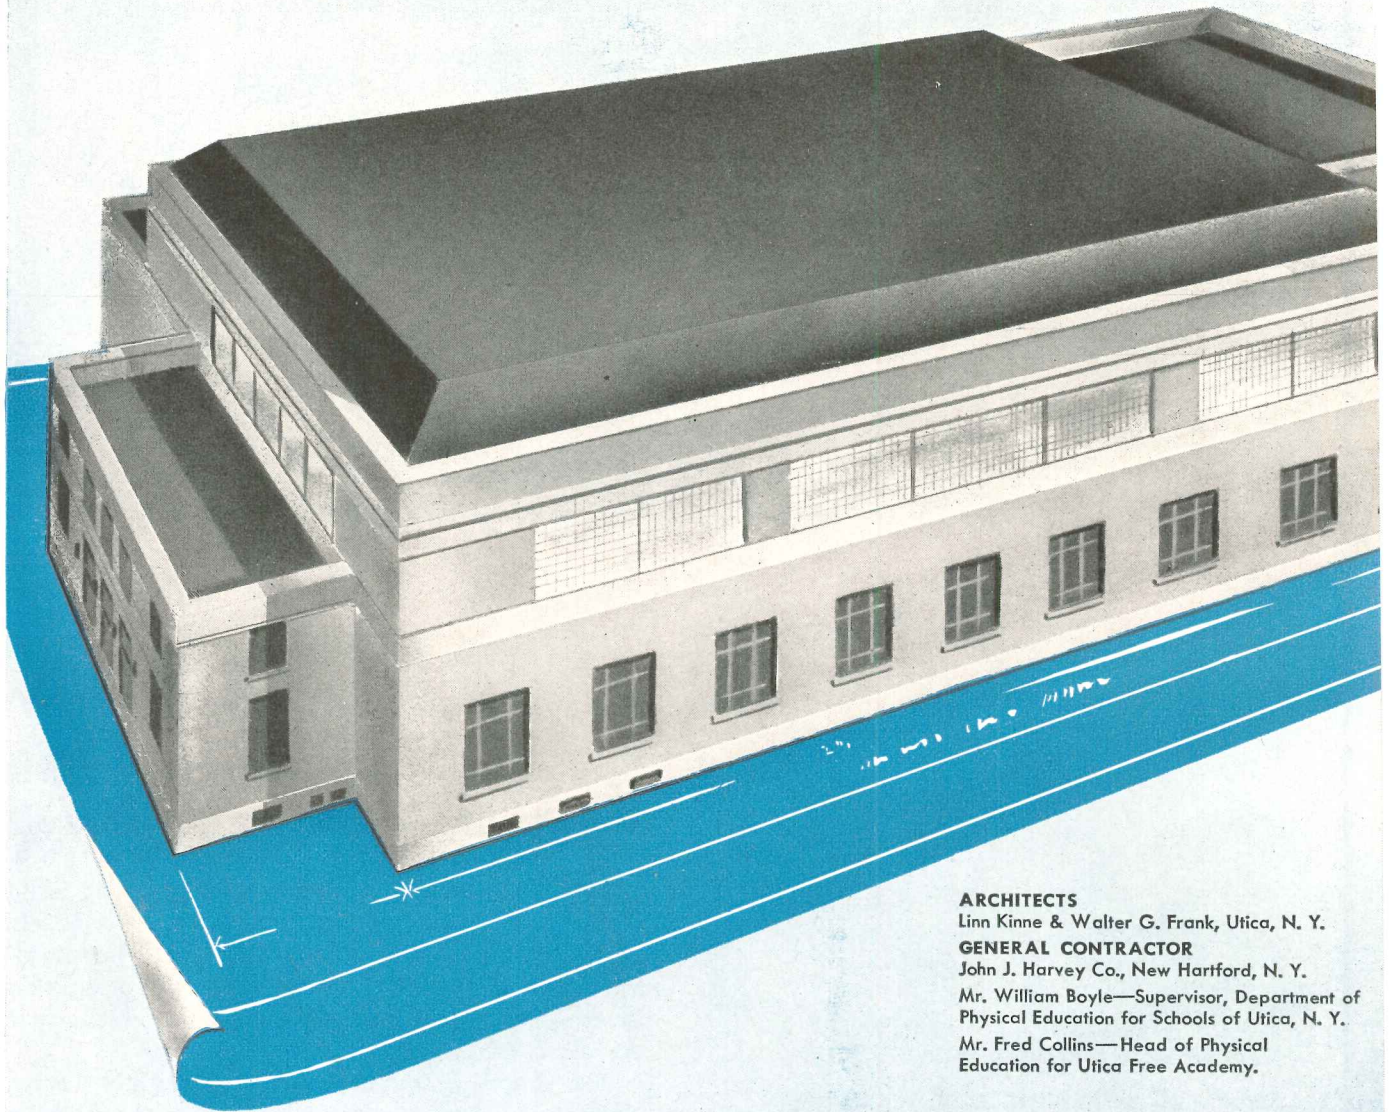 ARCHITECTS
Linn Kinne & Walter G. Frank, Utica, N. Y.
GENERAL CONTRACTOR
John J. Harvey Co., New Hartford, N. Y.
Mr. William Boyle—Supervisor, Department of
Physical Education for Schools of Utica, N. Y.
Mr. Fred Collins—Head of Physical
Education for Utica Free Academy.